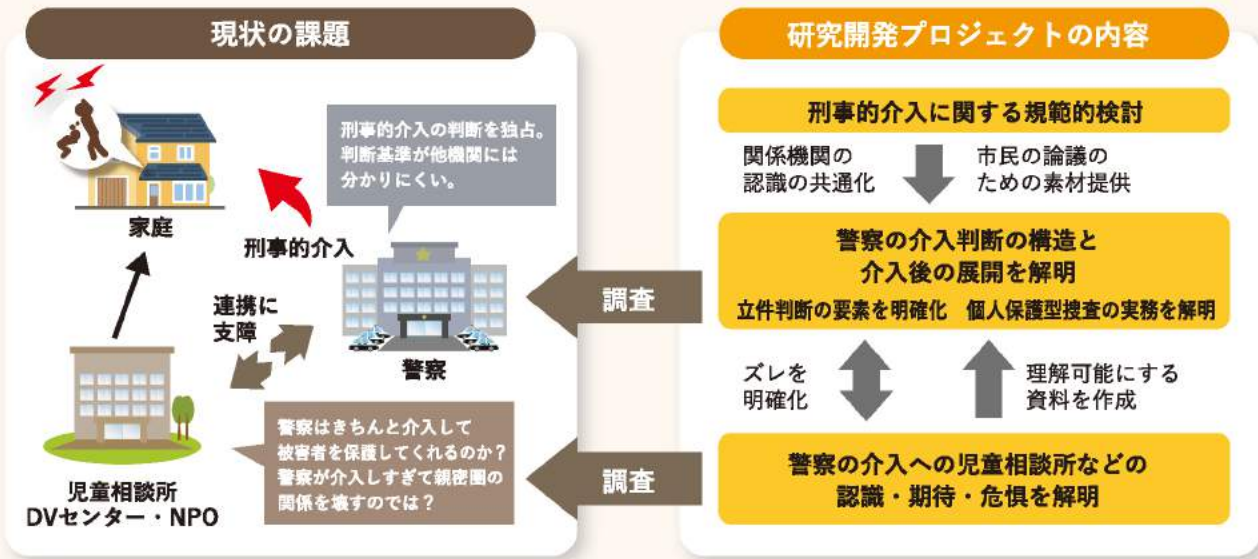 現状の課題
刑事的介入の判断を独占。
判断基準が他機関には
分かりにくい。
家庭
刑事的介入
連携に
支障
警察
警察はきちんと介入して
被害者を保護してくれるのか?
警察が介入しすぎて親密圏の
関係を壊すのでは?
児童相談所
DVセンター・NPO
調査
調査
研究開発プロジェクトの内容
刑事的介入に関する規範的検討
関係機関の
認識の共通化
市民の論議の
ための素材提供
警察の介入判断の構造と
介入後の展開を解明
立件判断の要素を明確化 個人保護型捜査の実務を解明
ズレを
明確化
理解可能にする
資料を作成
警察の介入への児童相談所などの
認識・期待・危惧を解明